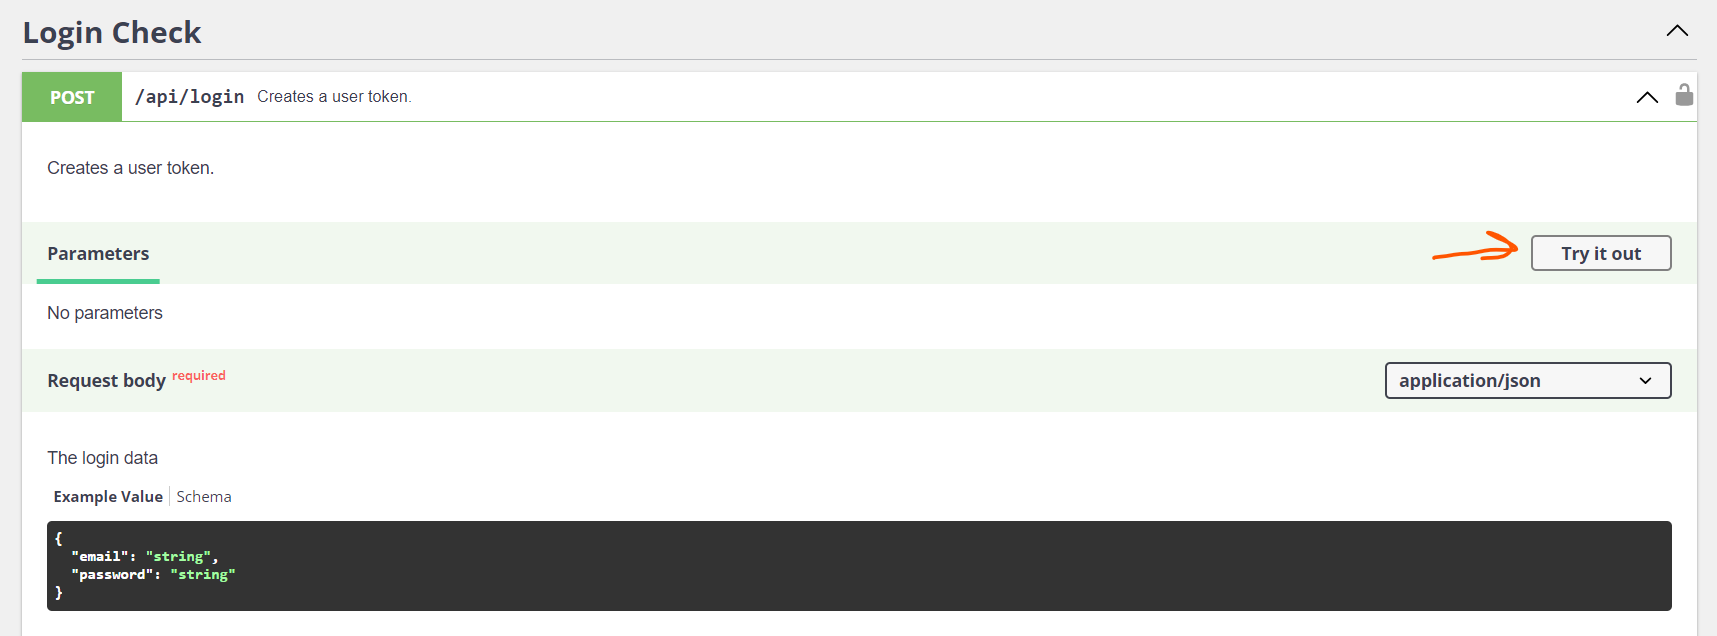 Login Check
POST /api/login Creates a user token.
Creates a user token.
Parameters
Try it out
No parameters
Request body required
application/json
The login data
Example Value Schema
{
"email": "string",
"password": "string"
}